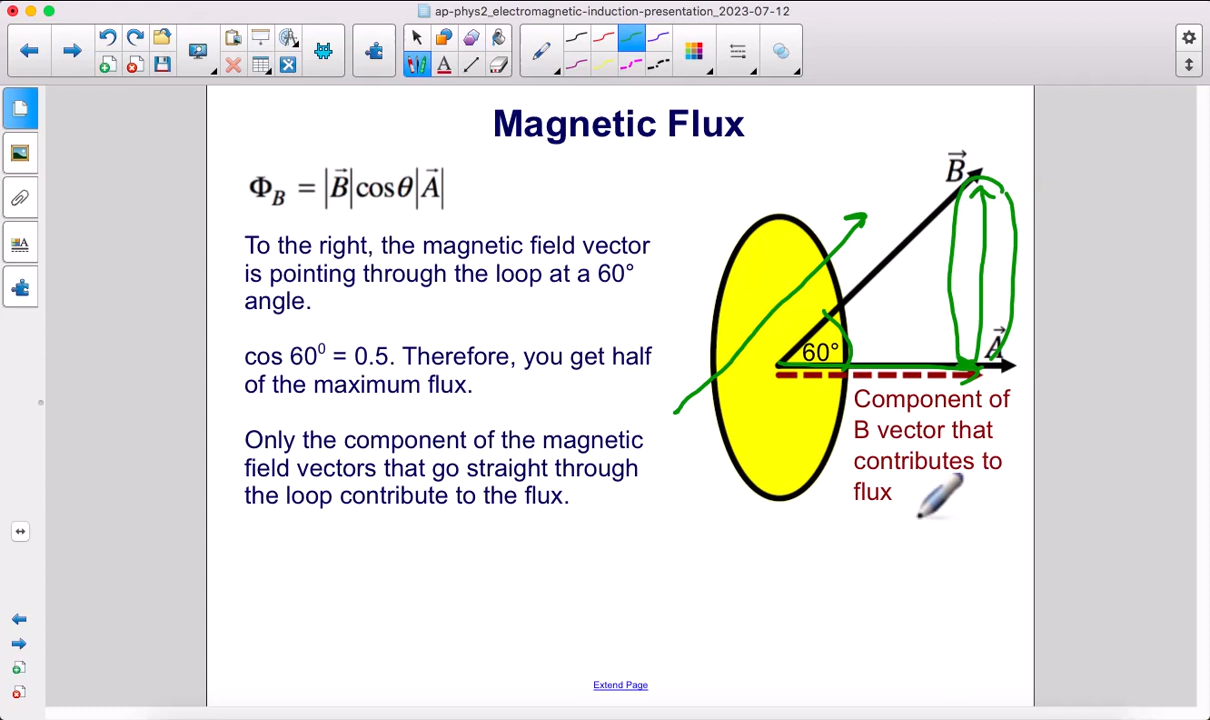 ap-phys2_electromagnetic-induction-presentation_2023-07-12
Magnetic Flux
Φ_B = |B⃗|cosθ|A⃗|
To the right, the magnetic field vector
is pointing through the loop at a 60°
angle.
cos 60⁰ = 0.5. Therefore, you get half
of the maximum flux.
Only the component of the magnetic
field vectors that go straight through
the loop contribute to the flux.
B⃗
60°
A⃗
Component of
B vector that
contributes to
flux
Extend Page